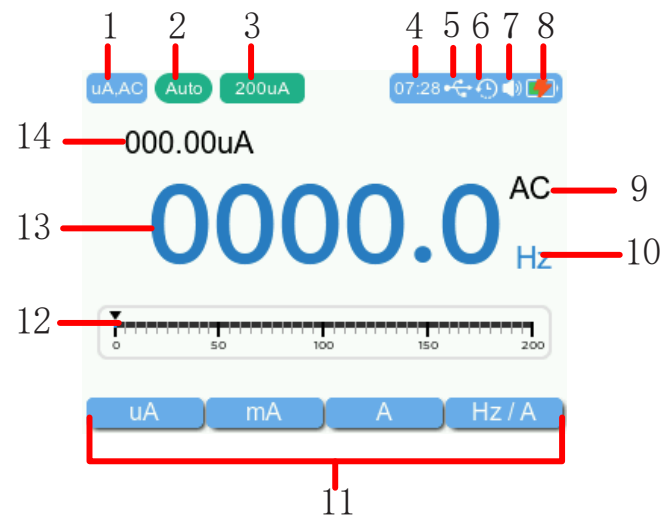 1 2 3 4 5 6 7 8
uA,AC Auto 200uA 07:28
14 000.00uA
AC 9
13 0000.0
Hz 10
12
0 50 100 150 200
uA mA A Hz / A
11